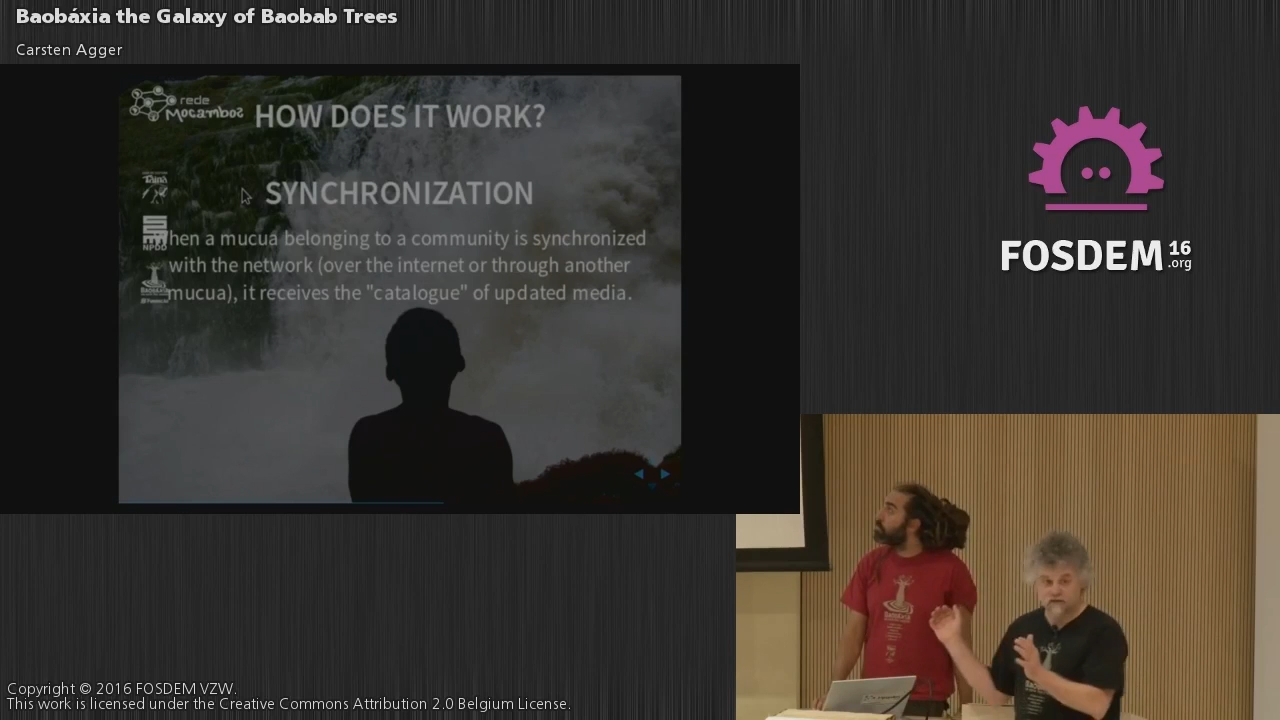 Baobáxia the Galaxy of Baobab Trees
Carsten Agger
rede
Mocambos
HOW DOES IT WORK?
SYNCHRONIZATION
When a mucua belonging to a community is synchronized
with the network (over the internet or through another
mucua), it receives the "catalogue" of updated media.
NPDD
FOSDEM 16
.org
Copyright © 2016 FOSDEM VZW.
This work is licensed under the Creative Commons Attribution 2.0 Belgium License.